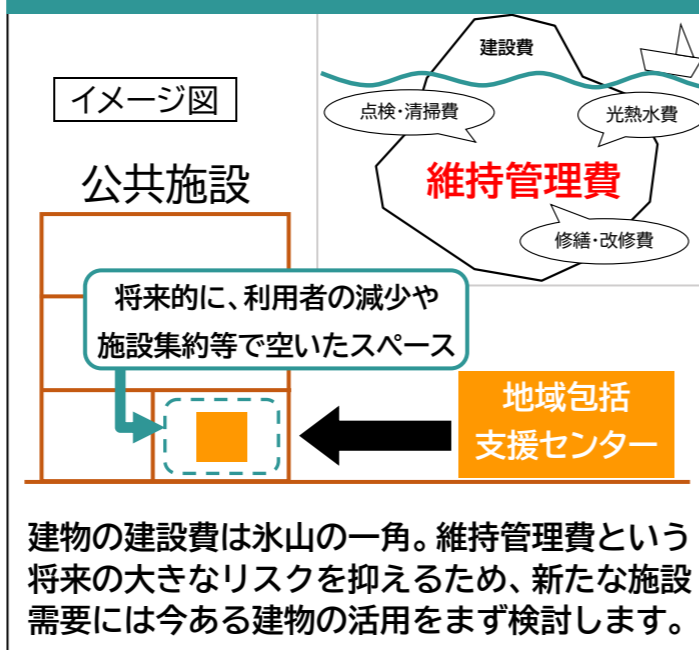 イメージ図
公共施設
将来的に、利用者の減少や
施設集約等で空いたスペース
建設費
点検・清掃費
光熱水費
維持管理費
修繕・改修費
地域包括
支援センター
建物の建設費は氷山の一角。維持管理費という
将来の大きなリスクを抑えるため、新たな施設
需要には今ある建物の活用をまず検討します。